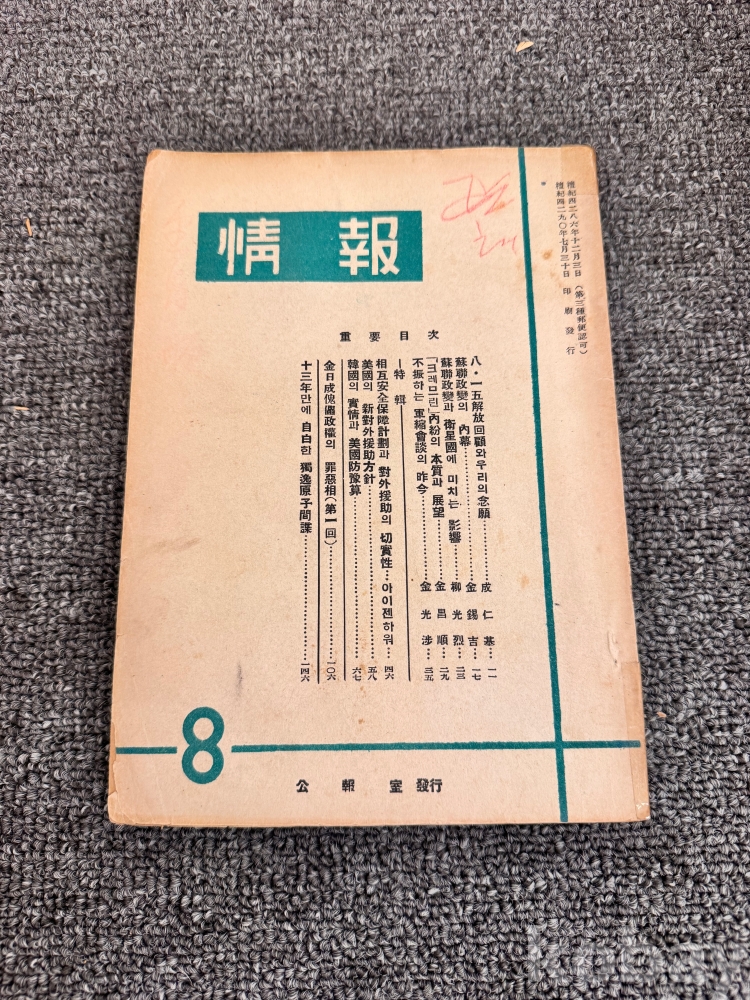 情報
檀紀四二八六年十二月三日 (第三種郵便認可)
檀紀四二九〇年七月三十日 印刷發行
重要目次
八·一五解放回顧와우리의念願……成仁基…一一
蘇聯政變의 內幕……金錫吉…一七
蘇聯政變과 衛星國에 미치는 影響……柳光烈…二三
「크레므린」內紛의 本質과 展望……金昌順…二九
不振하는 軍縮會談의 昨今……金光涉…三五
―特輯
相互安全保障計劃과 對外援助의 切實性…아이젠하워…四六
美國의 新對外援助方針……五八
韓國의 實情과 美國防豫算……六七
金日成傀儡政權의 罪惡相(第一回)……一〇六
十三年만에 自白한 獨逸原子間諜……一四六
8
公報室 發行